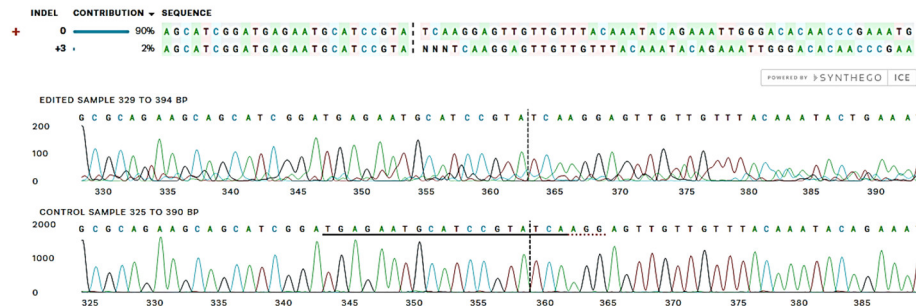 INDEL CONTRIBUTION SEQUENCE
+ 0 90% AGCATCGGATGAGAATGCATCCGTA TCAAGGAGTTGTTGTTTACAAATACAGAAATTGGGACACAACCCGAAATG
+3 2% AGCATCGGATGAGAATGCATCCGTA NNNTCAAGGAGTTGTTGTTTACAAATACAGAAATTGGGACACAACCCGAA
POWERED BY SYNTHEGO ICE
EDITED SAMPLE 329 TO 394 BP
GCGCAGAAGCAGCATCGGATGAGAATGCATCCGTATCAAGGAGTTGTTGTTTACAAATACTGAAA
200
100
0
330 335 340 345 350 355 360 365 370 375 380 385 390
CONTROL SAMPLE 325 TO 390 BP
GCGCAGAAGCAGCATCGGATGAGAATGCATCCGTATCAAGGAGTTGTTGTTTACAAATACAGAAA
2000
1000
0
325 330 335 340 345 350 355 360 365 370 375 380 385